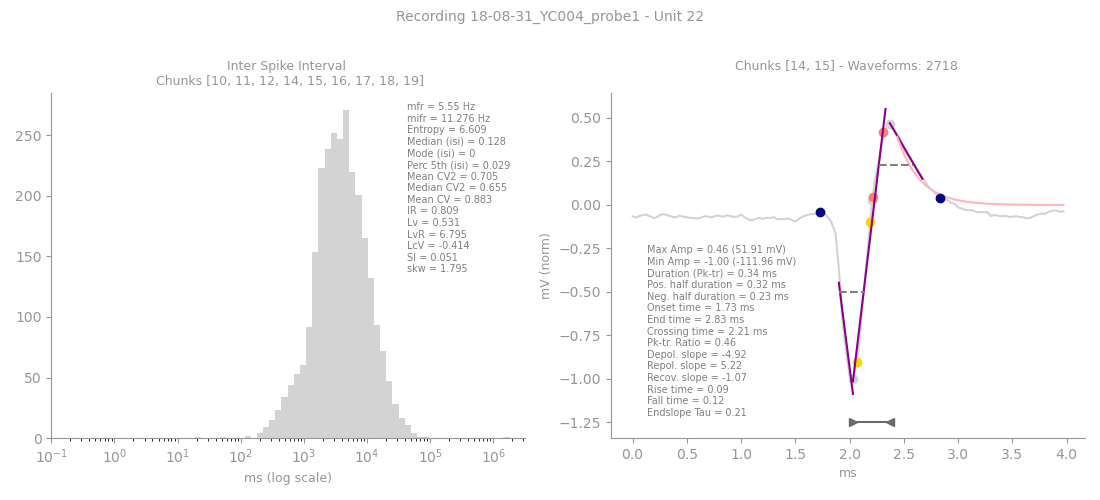 Recording 18-08-31_YC004_probe1 - Unit 22
Inter Spike Interval
Chunks [10, 11, 12, 14, 15, 16, 17, 18, 19]
mfr = 5.55 Hz
mifr = 11.276 Hz
Entropy = 6.609
Median (isi) = 0.128
Mode (isi) = 0
Perc 5th (isi) = 0.029
Mean CV2 = 0.705
Median CV2 = 0.655
Mean CV = 0.883
IR = 0.809
Lv = 0.531
LvR = 6.795
LcV = -0.414
SI = 0.051
skw = 1.795
250
200
150
100
50
0
10^-1 10^0 10^1 10^2 10^3 10^4 10^5 10^6
ms (log scale)
Chunks [14, 15] - Waveforms: 2718
mV (norm)
0.50
0.25
0.00
−0.25
−0.50
−0.75
−1.00
−1.25
Max Amp = 0.46 (51.91 mV)
Min Amp = -1.00 (-111.96 mV)
Duration (Pk-tr) = 0.34 ms
Pos. half duration = 0.32 ms
Neg. half duration = 0.23 ms
Onset time = 1.73 ms
End time = 2.83 ms
Crossing time = 2.21 ms
Pk-tr. Ratio = 0.46
Depol. slope = -4.92
Repol. slope = 5.22
Recov. slope = -1.07
Rise time = 0.09
Fall time = 0.12
Endslope Tau = 0.21
0.0 0.5 1.0 1.5 2.0 2.5 3.0 3.5 4.0
ms